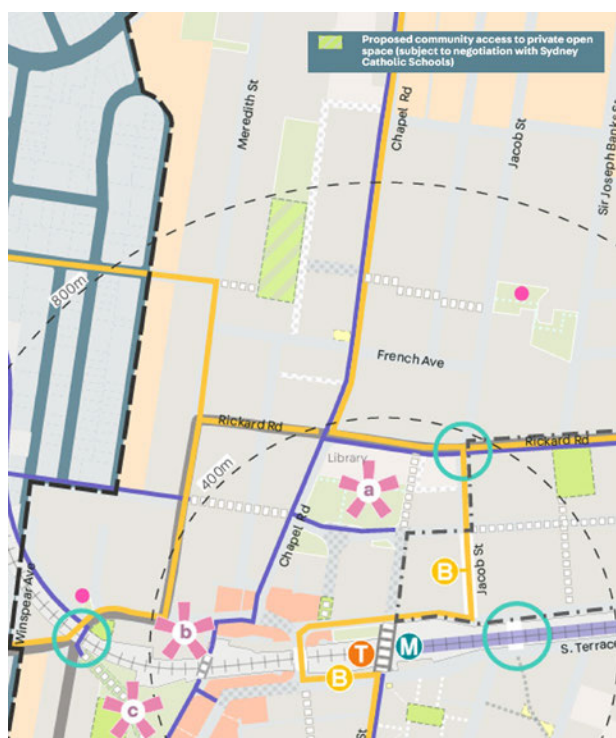 Proposed community access to private open
space (subject to negotiation with Sydney
Catholic Schools)
Meredith St
Chapel Rd
Jacob St
Sir Joseph Banks St
800m
French Ave
Rickard Rd
Rickard Rd
Library
400m
a
Chapel Rd
Jacob St
B
Winspear Ave
b
T
M
S. Terrace
B
c
St